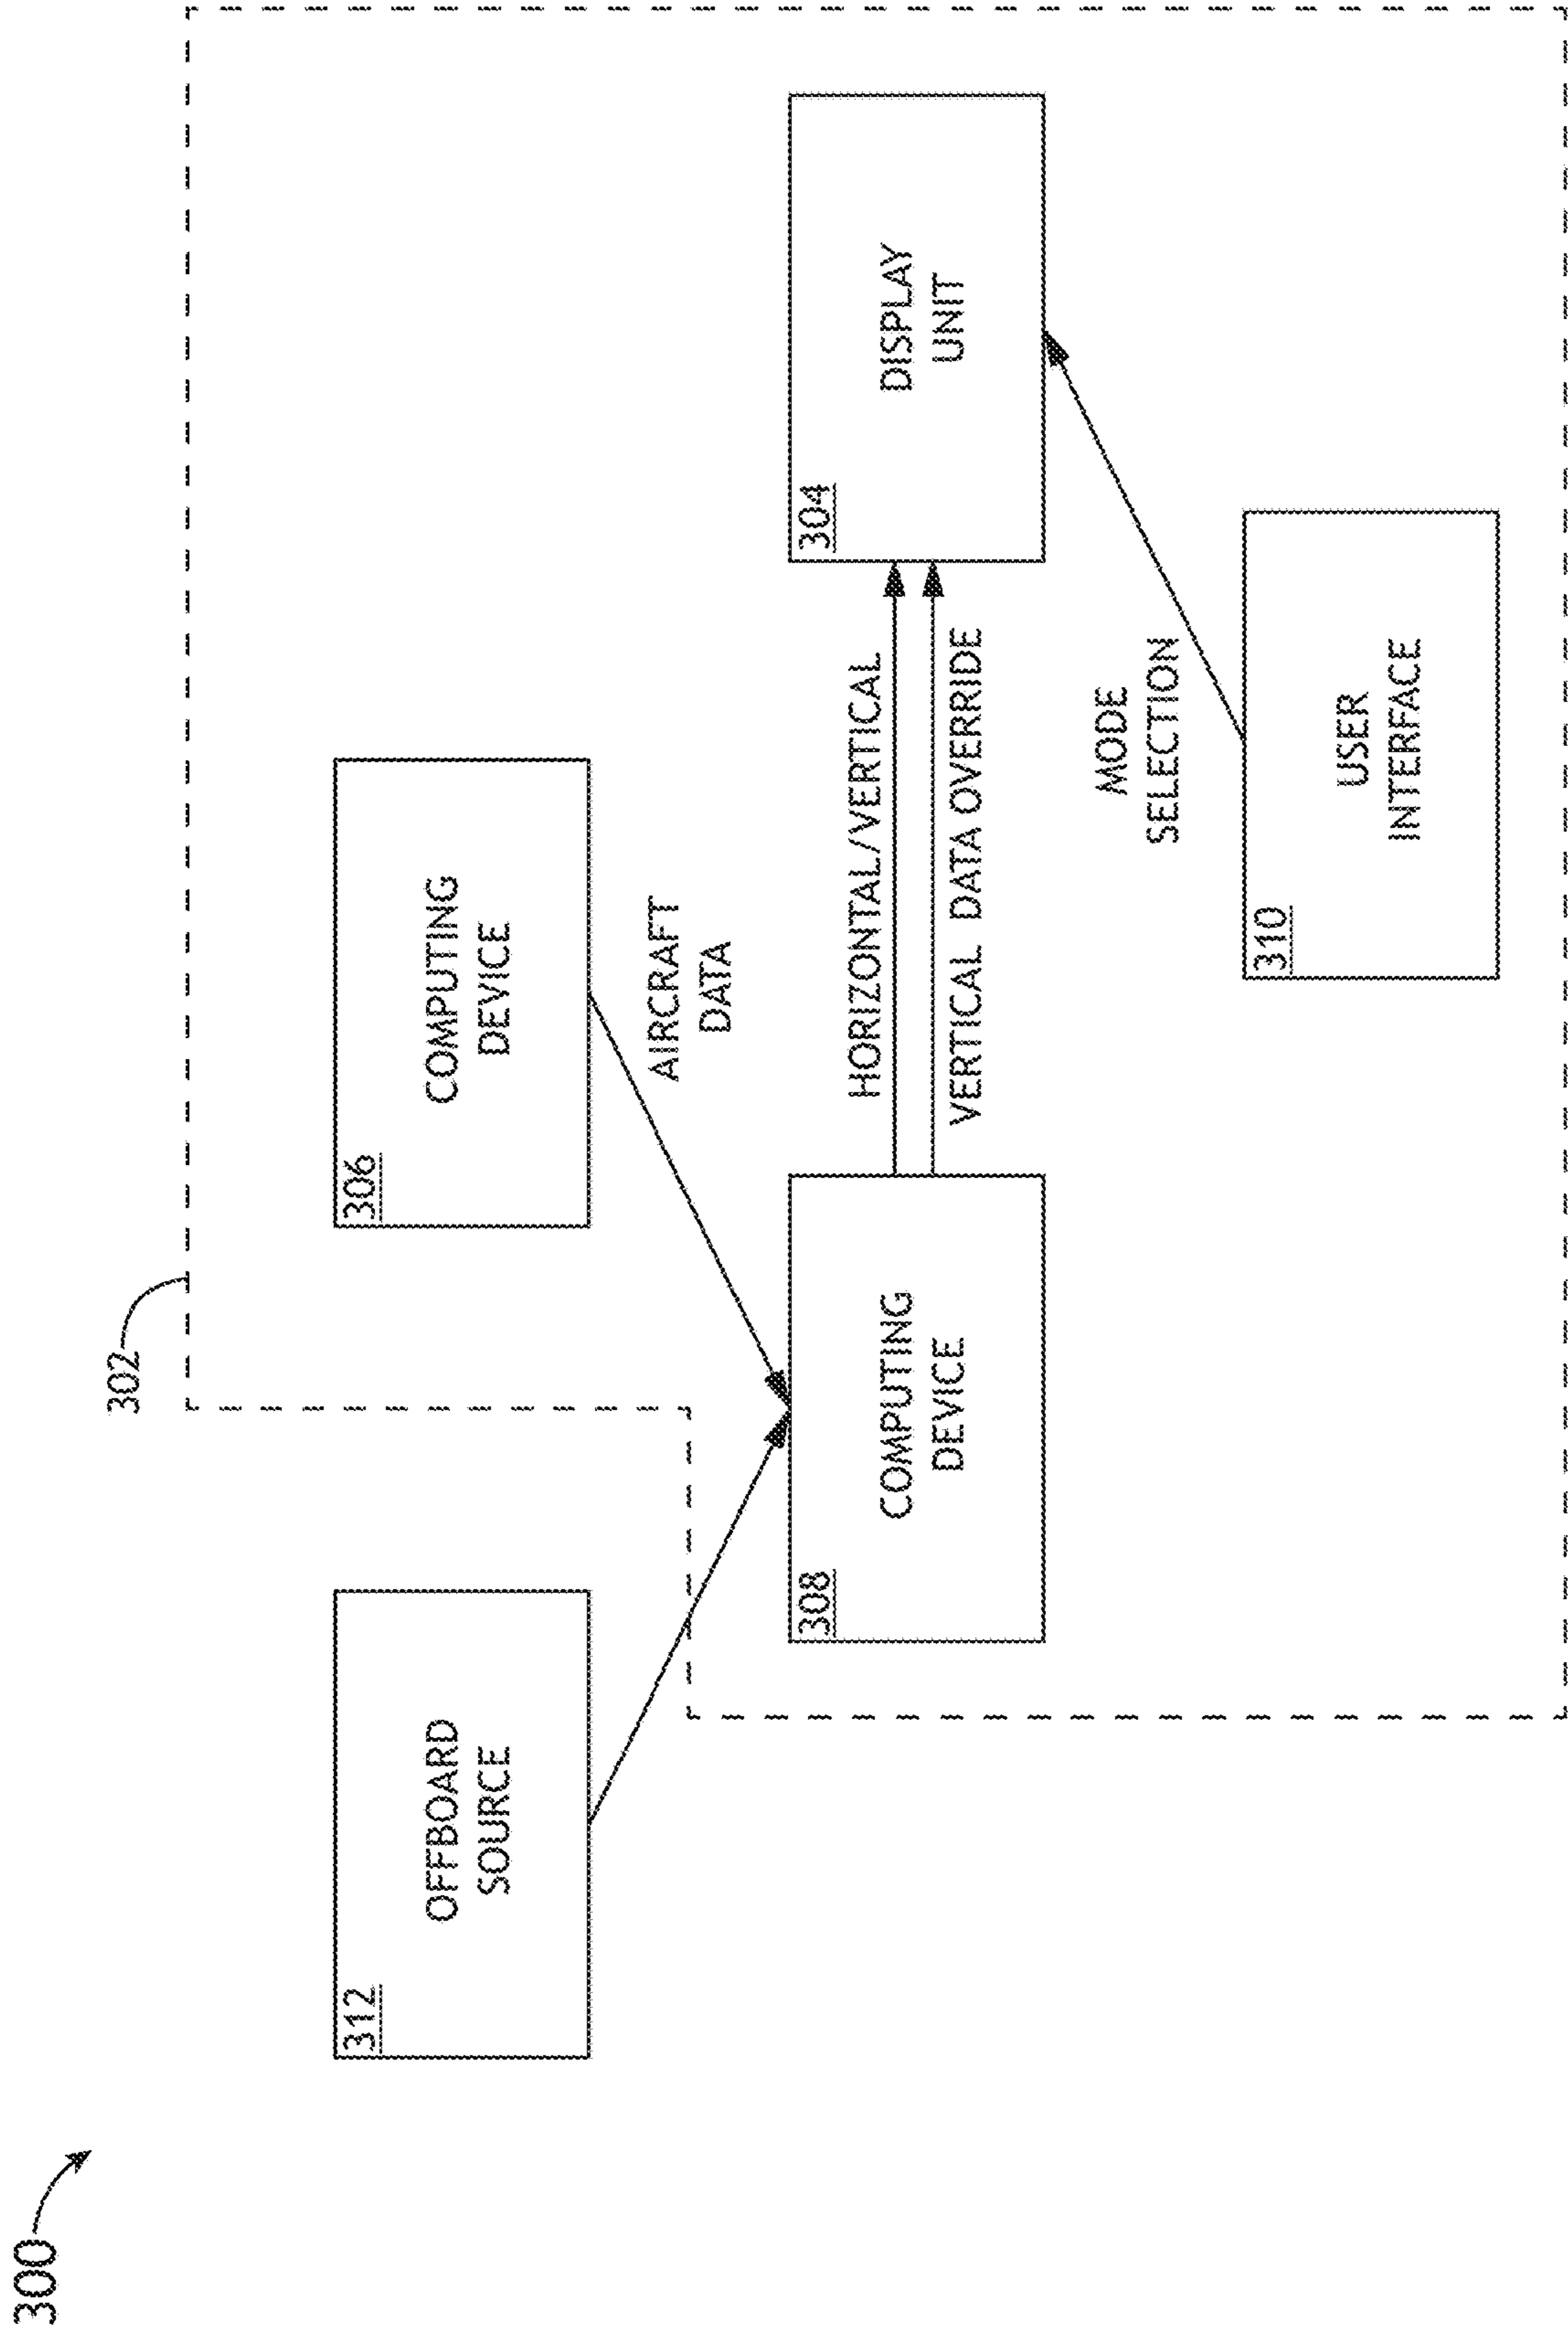 300
302
312
OFFBOARD
SOURCE
306
COMPUTING
DEVICE
AIRCRAFT
DATA
308
COMPUTING
DEVICE
HORIZONTAL/VERTICAL
VERTICAL DATA OVERRIDE
304
DISPLAY
UNIT
MODE
SELECTION
310
USER
INTERFACE